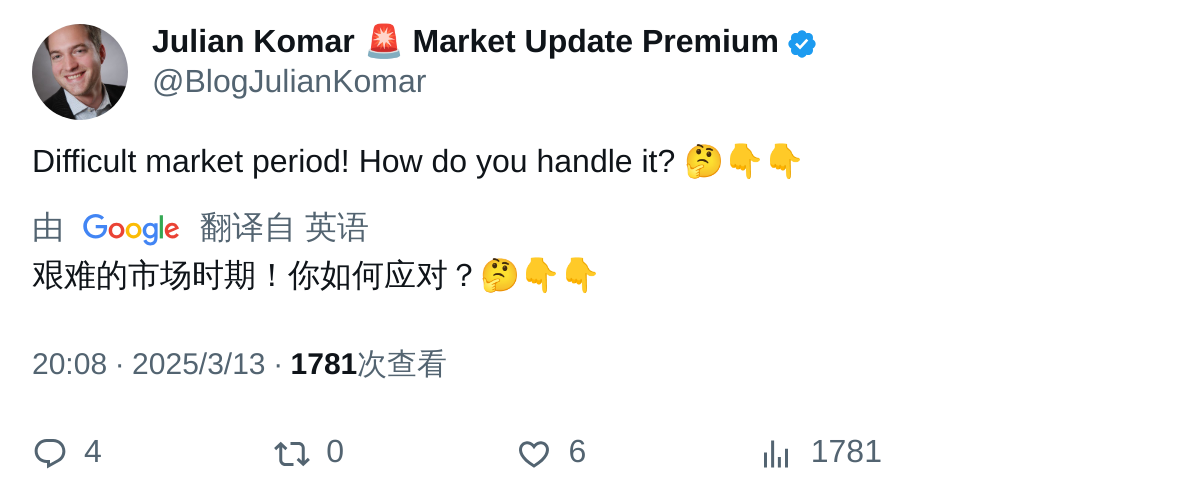 Julian Komar 🚨 Market Update Premium
@BlogJulianKomar
Difficult market period! How do you handle it? 🤔👇👇
由 Google 翻译自 英语
艰难的市场时期！你如何应对？🤔👇👇
20:08 · 2025/3/13 · 1781次查看
4 0 6 1781